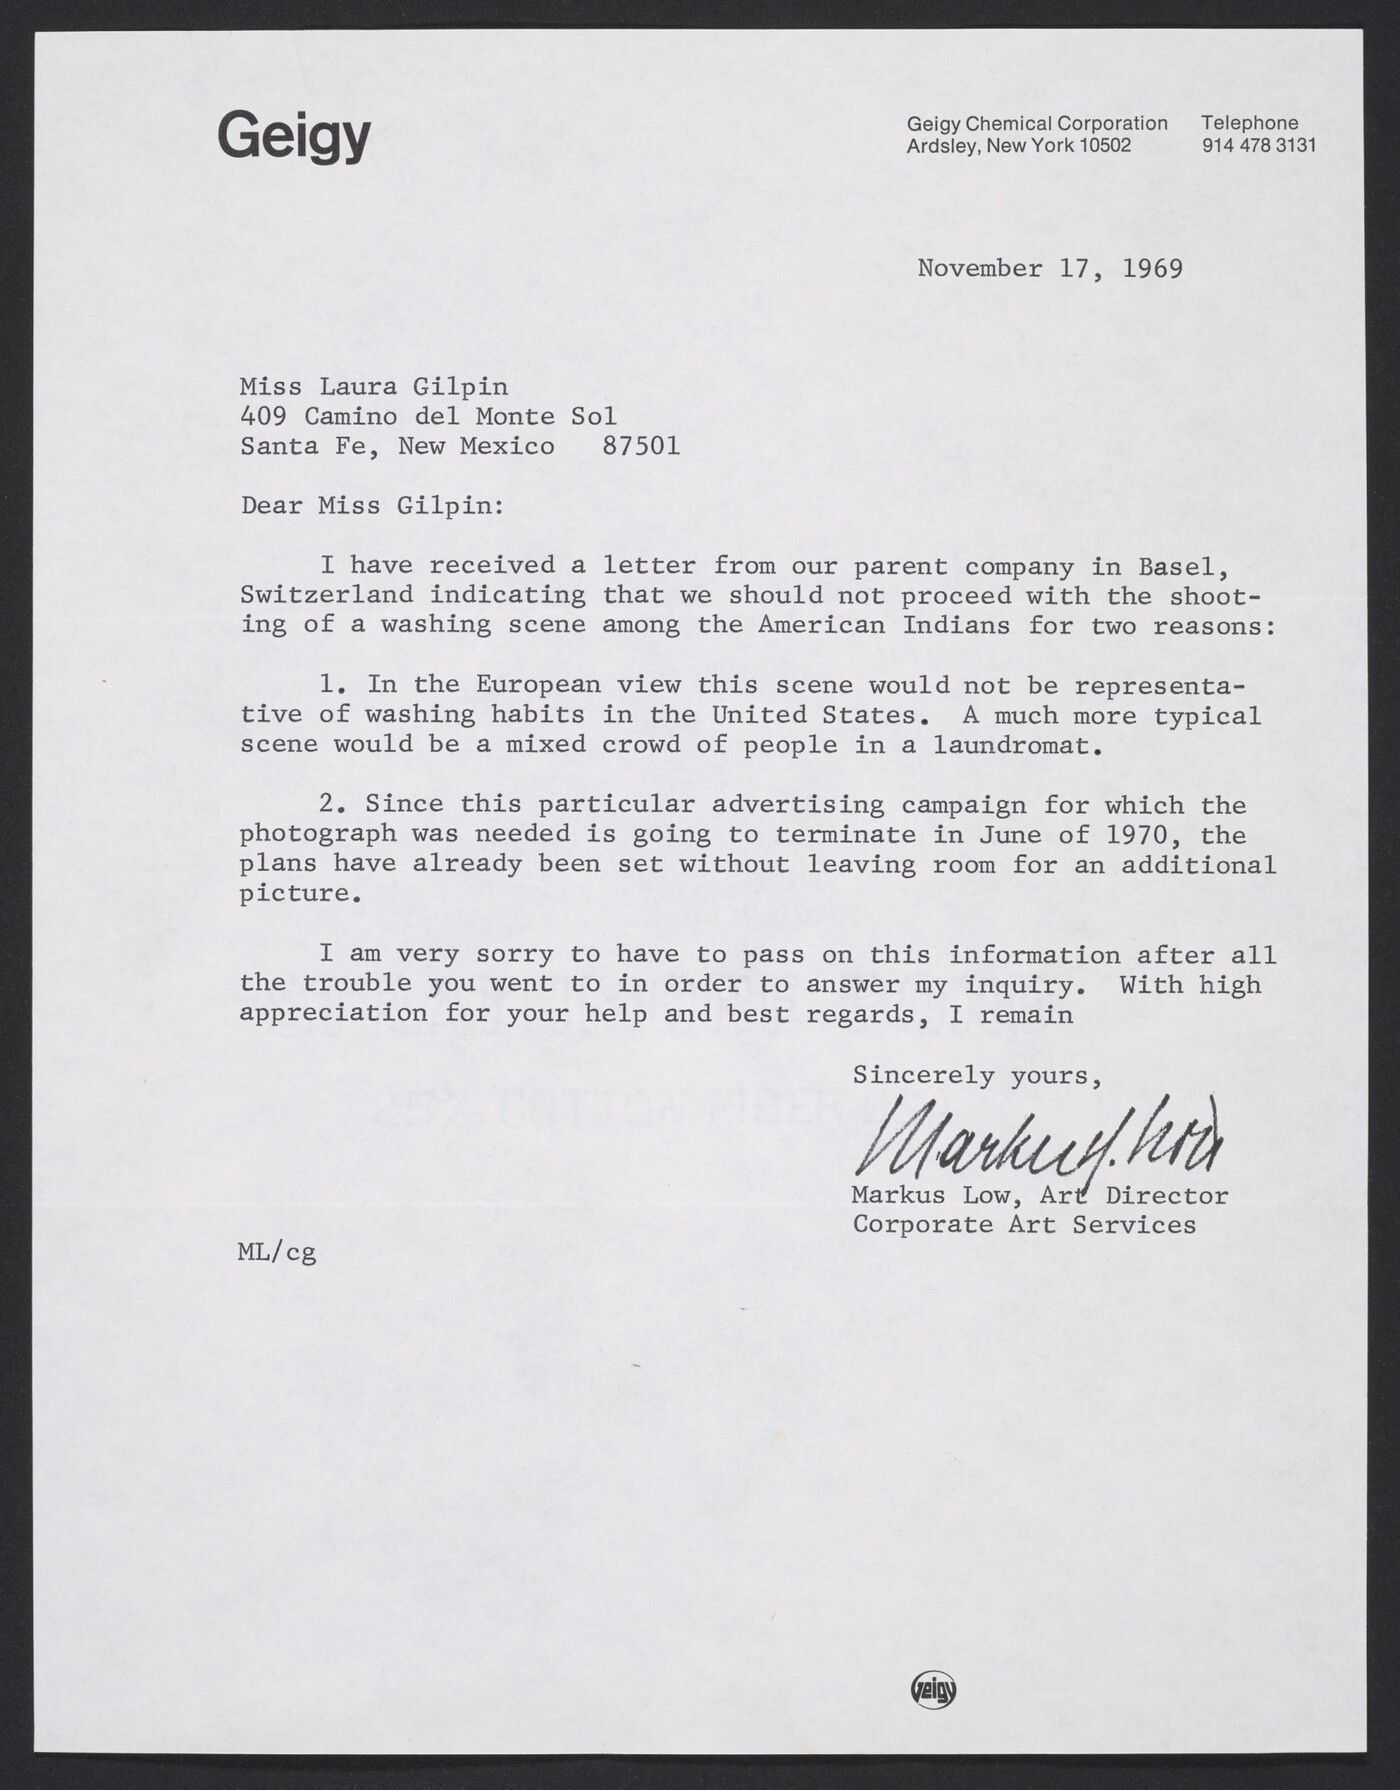 Geigy
Geigy Chemical Corporation Telephone
Ardsley, New York 10502 914 478 3131
November 17, 1969
Miss Laura Gilpin
409 Camino del Monte Sol
Santa Fe, New Mexico 87501
Dear Miss Gilpin:
I have received a letter from our parent company in Basel,
Switzerland indicating that we should not proceed with the shoot-
ing of a washing scene among the American Indians for two reasons:
1. In the European view this scene would not be representa-
tive of washing habits in the United States. A much more typical
scene would be a mixed crowd of people in a laundromat.
2. Since this particular advertising campaign for which the
photograph was needed is going to terminate in June of 1970, the
plans have already been set without leaving room for an additional
picture.
I am very sorry to have to pass on this information after all
the trouble you went to in order to answer my inquiry. With high
appreciation for your help and best regards, I remain
Sincerely yours,
Markus J. Low
Markus Low, Art Director
Corporate Art Services
ML/cg
Geigy